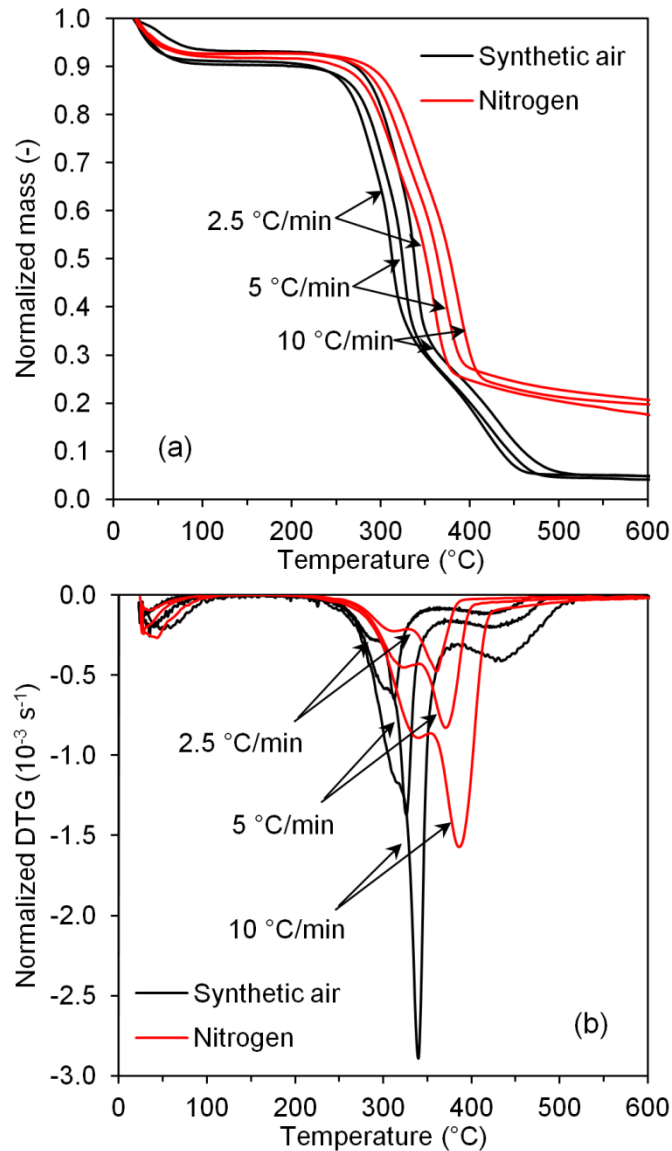 1.0
0.9
0.8
0.7
0.6
0.5
0.4
0.3
0.2
0.1
0.0
Normalized mass (-)
Synthetic air
Nitrogen
2.5 °C/min
5 °C/min
10 °C/min
(a)
0 100 200 300 400 500 600
Temperature (°C)
0.0
-0.5
-1.0
-1.5
-2.0
-2.5
-3.0
Normalized DTG (10⁻³ s⁻¹)
2.5 °C/min
5 °C/min
10 °C/min
Synthetic air
Nitrogen
(b)
0 100 200 300 400 500 600
Temperature (°C)